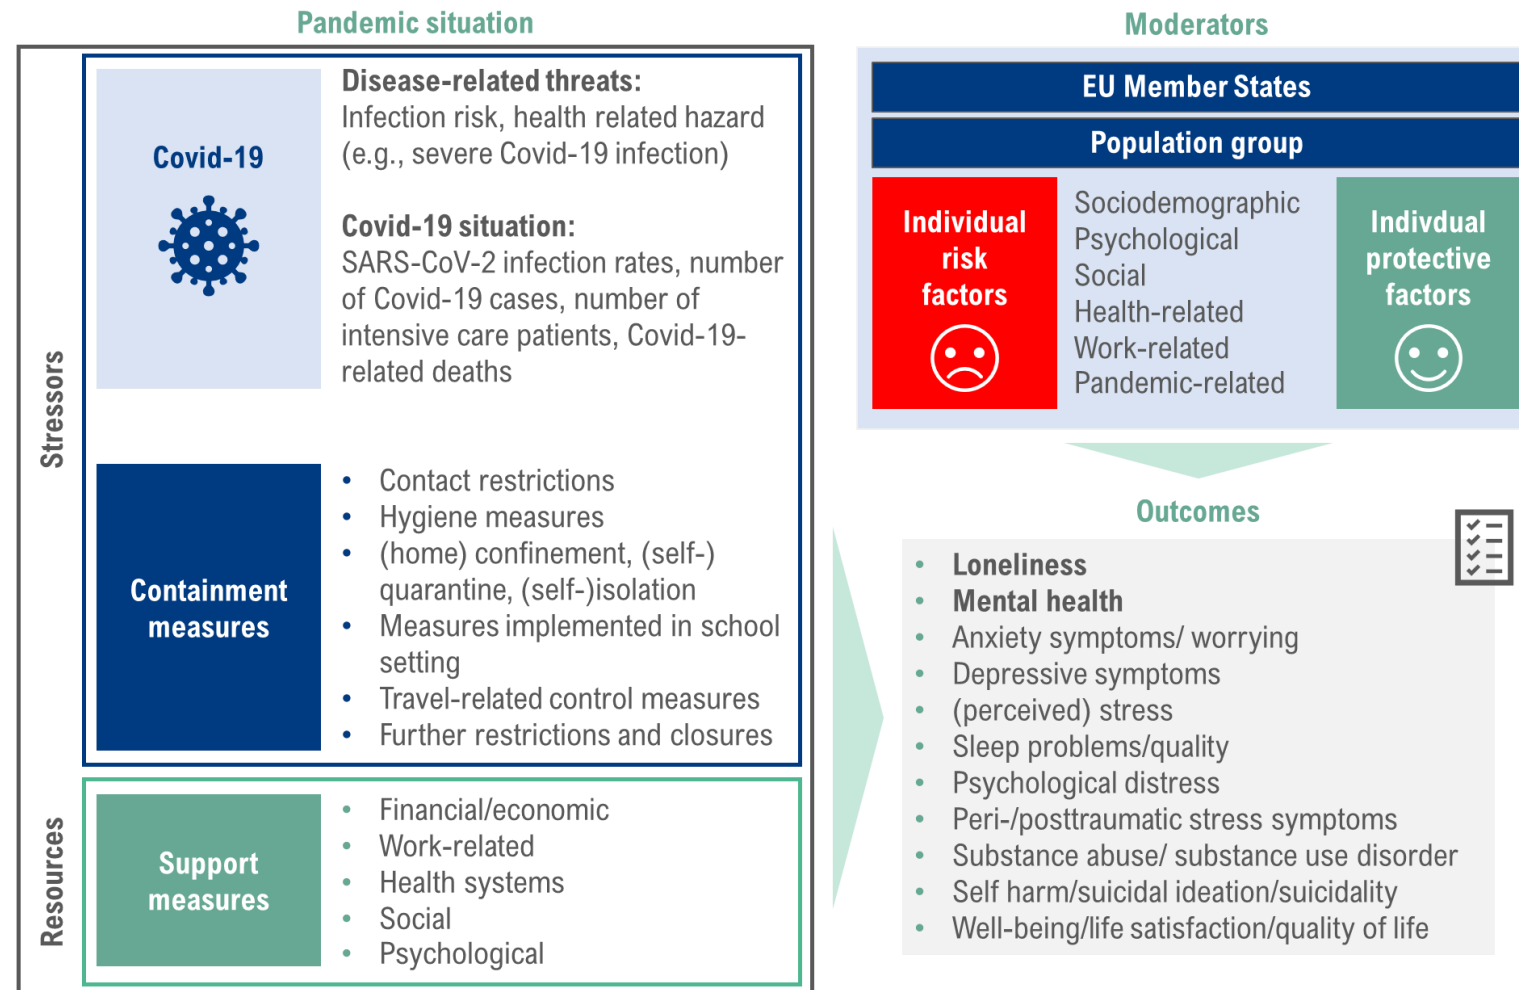 Pandemic situation
Stressors
Covid-19
Disease-related threats:
Infection risk, health related hazard
(e.g., severe Covid-19 infection)
Covid-19 situation:
SARS-CoV-2 infection rates, number
of Covid-19 cases, number of
intensive care patients, Covid-19-
related deaths
Containment
measures
• Contact restrictions
• Hygiene measures
• (home) confinement, (self-)
quarantine, (self-)isolation
• Measures implemented in school
setting
• Travel-related control measures
• Further restrictions and closures
Resources
Support
measures
• Financial/economic
• Work-related
• Health systems
• Social
• Psychological
Moderators
EU Member States
Population group
Individual
risk
factors
Sociodemographic
Psychological
Social
Health-related
Work-related
Pandemic-related
Indivdual
protective
factors
Outcomes
• Loneliness
• Mental health
• Anxiety symptoms/ worrying
• Depressive symptoms
• (perceived) stress
• Sleep problems/quality
• Psychological distress
• Peri-/posttraumatic stress symptoms
• Substance abuse/ substance use disorder
• Self harm/suicidal ideation/suicidality
• Well-being/life satisfaction/quality of life